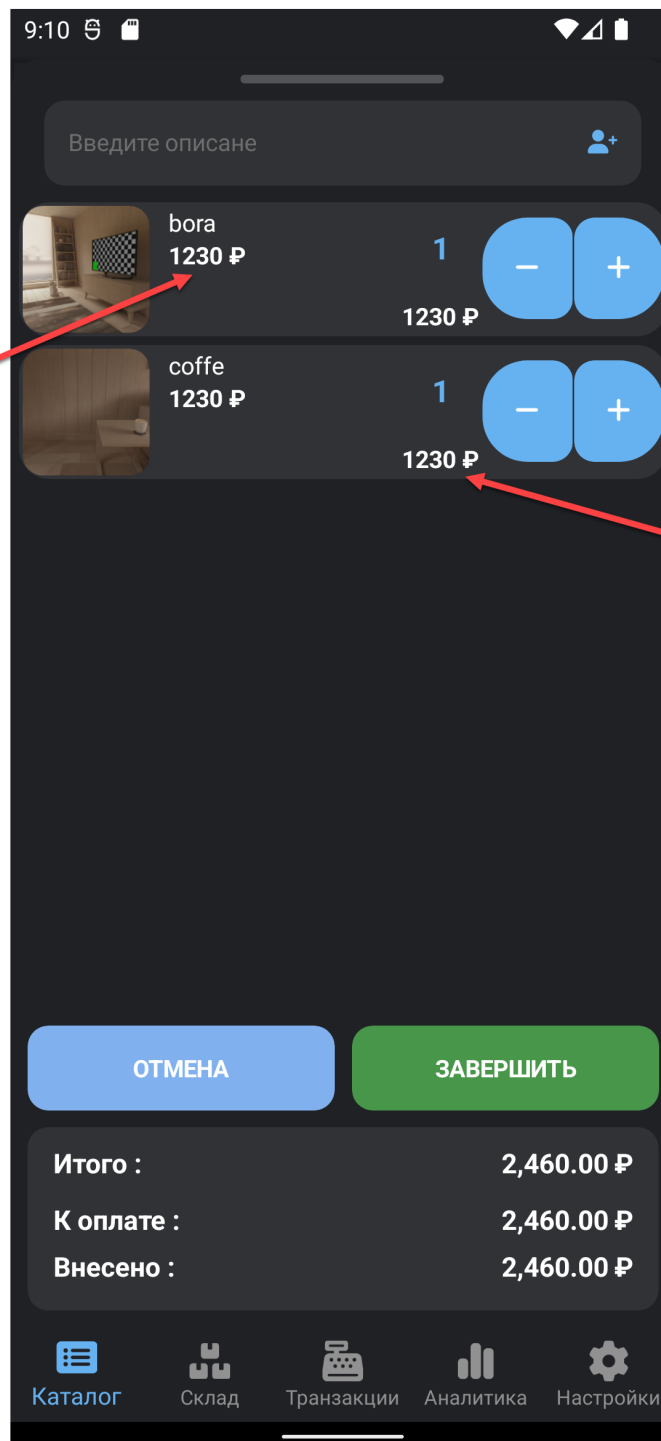 9:10
Введите описане
bora
1230 ₽
1
1230 ₽
coffe
1230 ₽
1
1230 ₽
ОТМЕНА
ЗАВЕРШИТЬ
Итого : 2,460.00 ₽
К оплате : 2,460.00 ₽
Внесено : 2,460.00 ₽
Каталог Склад Транзакции Аналитика Настройки